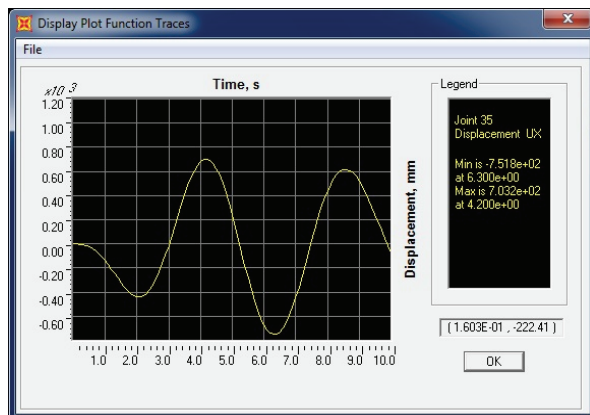 Display Plot Function Traces
x
File
x10 3
Time, s
1.20
1.00
0.80
0.60
0.40
0.20
0.00
-0.20
-0.40
-0.60
1.0 2.0 3.0 4.0 5.0 6.0 7.0 8.0 9.0 10.0
Displacement, mm
Legend
Joint 35
Displacement UX
Min is -7.518e+02
at 6.300e+00
Max is 7.032e+02
at 4.200e+00
( 1.603E-01 , -222.41 )
OK